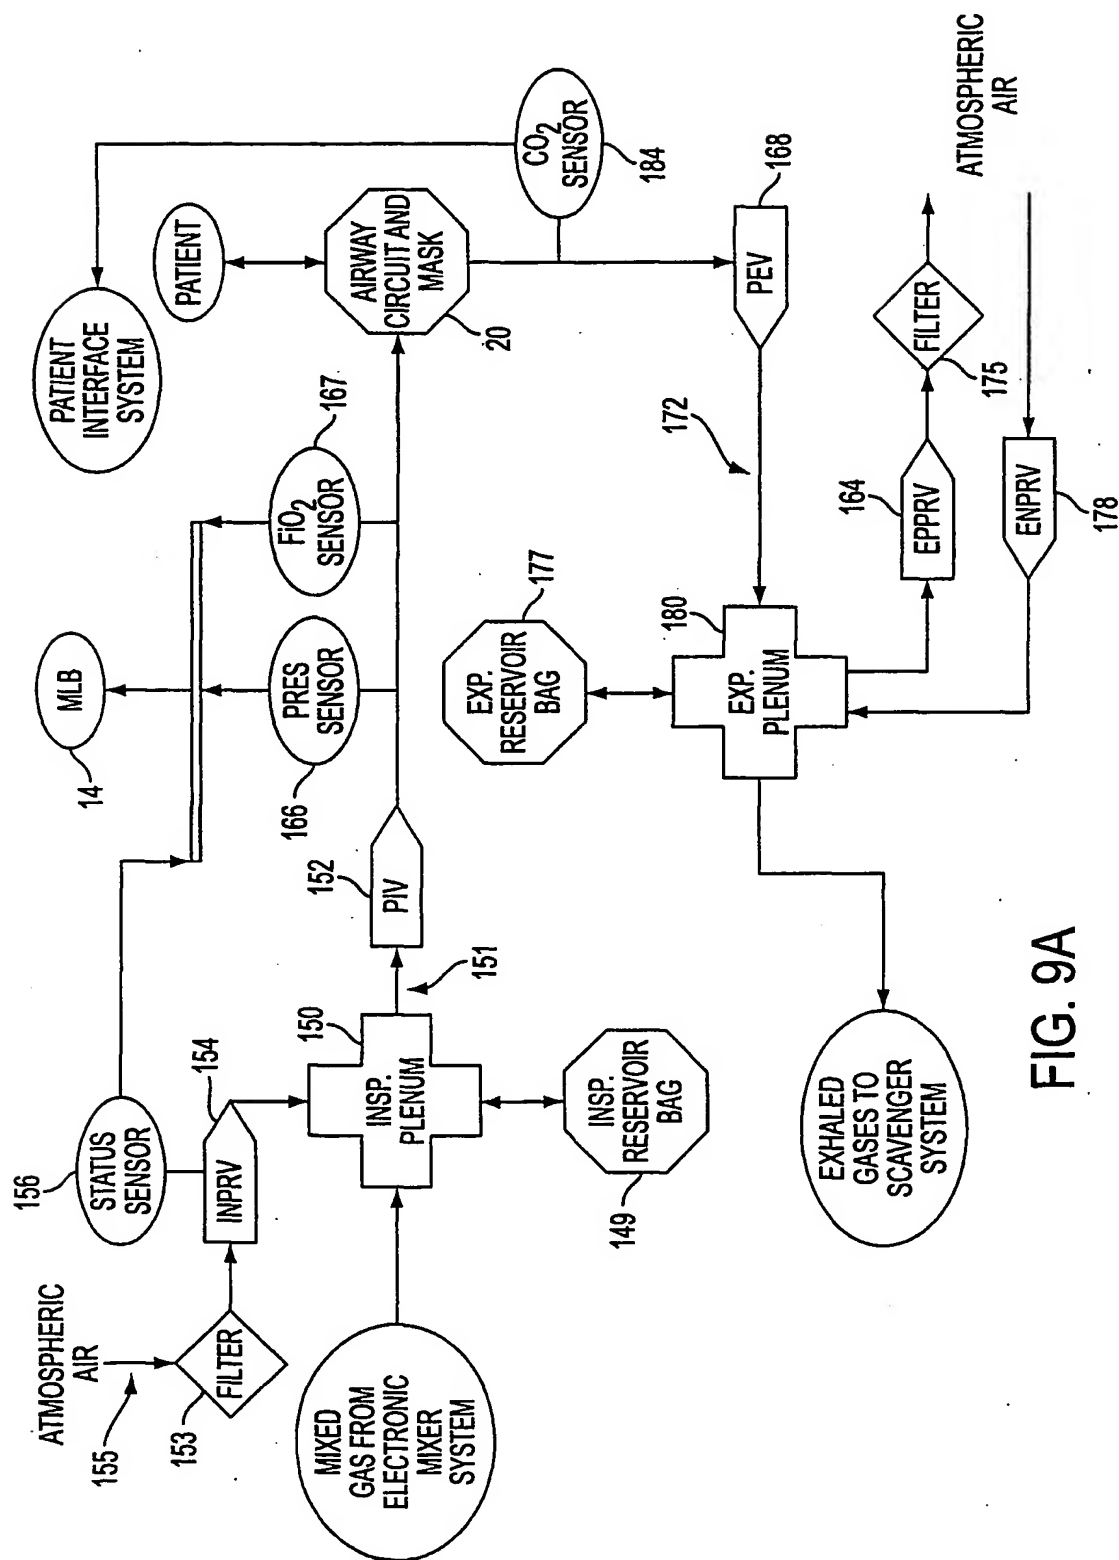 ATMOSPHERIC
AIR
155
FILTER
153
156
STATUS
SENSOR
INPRV
154
MIXED
GAS FROM
ELECTRONIC
MIXER
SYSTEM
INSP.
PLENUM
150
151
INSP.
RESERVOIR
BAG
149
PIV
152
MLB
14
PRES
SENSOR
166
FiO2
SENSOR
167
PATIENT
INTERFACE
SYSTEM
PATIENT
AIRWAY
CIRCUIT AND
MASK
20
CO2
SENSOR
184
PEV
168
172
EXP.
RESERVOIR
BAG
177
EXP.
PLENUM
180
EPPRV
164
FILTER
175
ATMOSPHERIC
AIR
ENPRV
178
EXHALED
GASES TO
SCAVENGER
SYSTEM
FIG. 9A